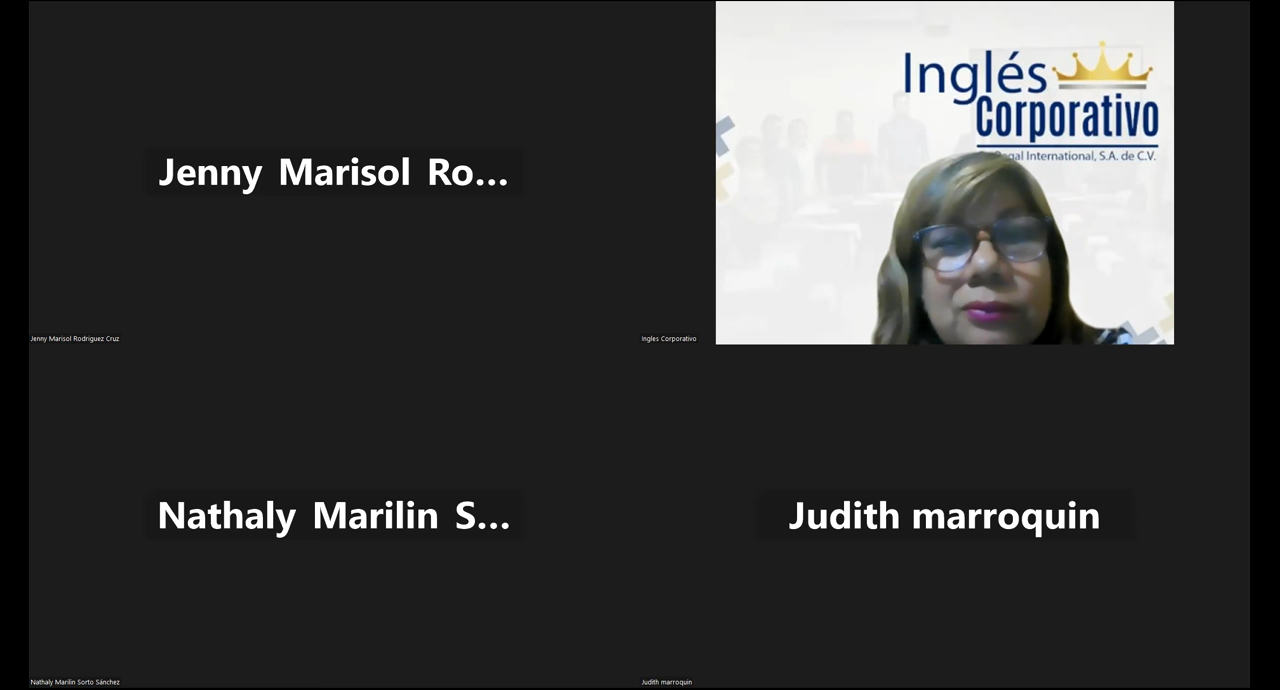 Jenny Marisol Ro...
Jenny Marisol Rodriguez Cruz
Inglés
Corporativo
gal International, S.A. de C.V.
Ingles Corporativo
Nathaly Marilin S...
Nathaly Marilin Sorto Sánchez
Judith marroquin
Judith marroquin